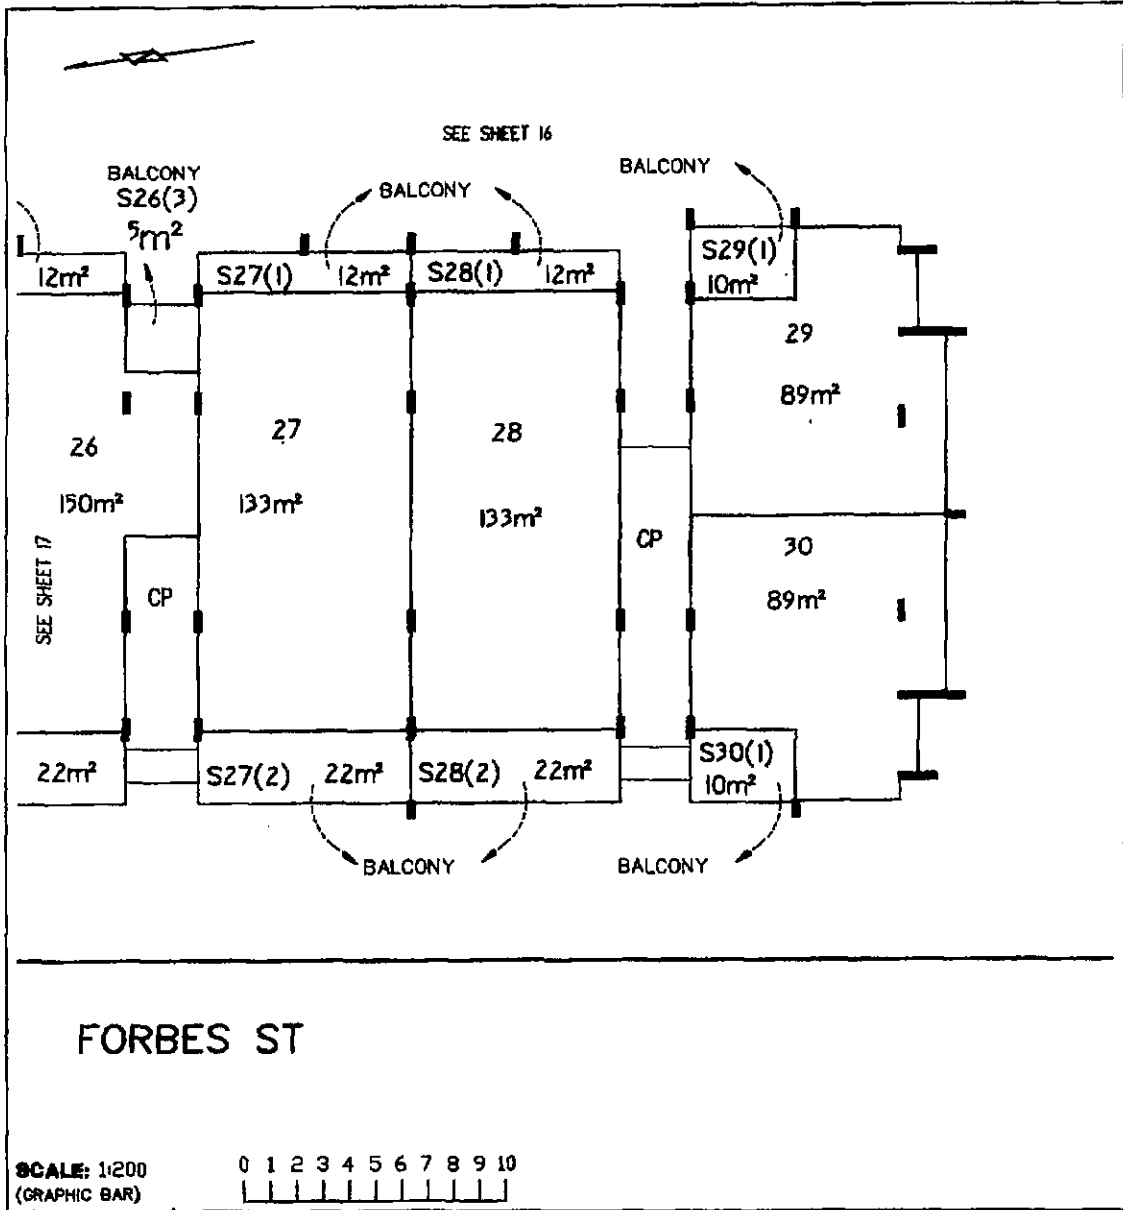 SEE SHEET 16
BALCONY
S26(3)
5m²
BALCONY
BALCONY
12m²
S27(1) 12m²
S28(1) 12m²
S29(1)
10m²
29
89m²
26
150m²
27
133m²
28
133m²
SEE SHEET 17
CP
CP
30
89m²
22m²
S27(2) 22m²
S28(2) 22m²
S30(1)
10m²
BALCONY
BALCONY
FORBES ST
SCALE: 1:200
(GRAPHIC BAR)
0 1 2 3 4 5 6 7 8 9 10